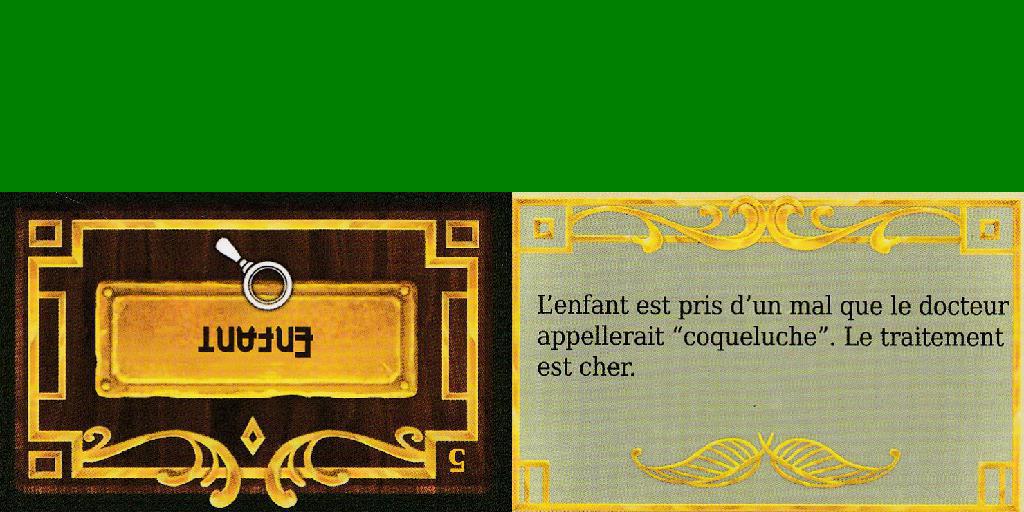 Enfant
5
L'enfant est pris d'un mal que le docteur
appellerait “coqueluche”. Le traitement
est cher.